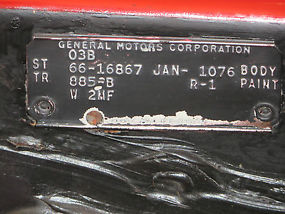 GENERAL MOTORS CORPORATION
03B
ST 66-16867 JAN- 1076 BODY
TR 885-B R-1 PAINT
W 2MF